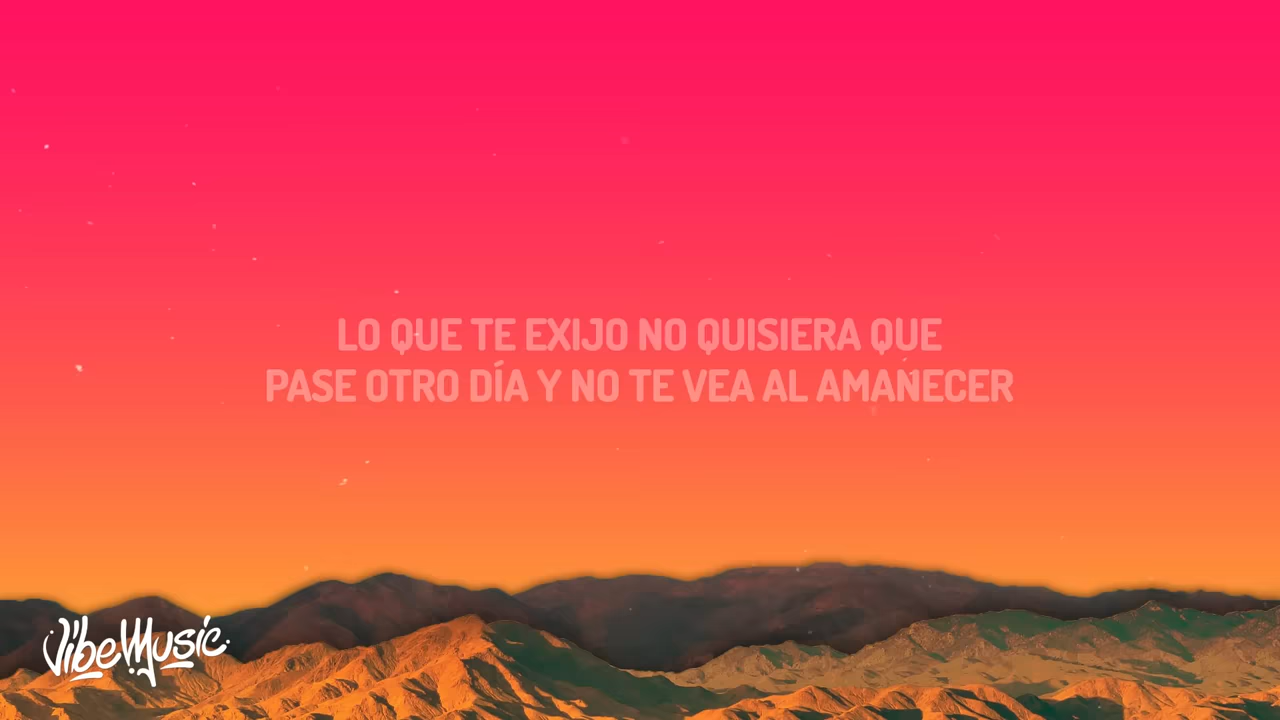 LO QUE TE EXIJO NO QUISIERA QUE
PASE OTRO DÍA Y NO TE VEA AL AMANECER
VibeMusic